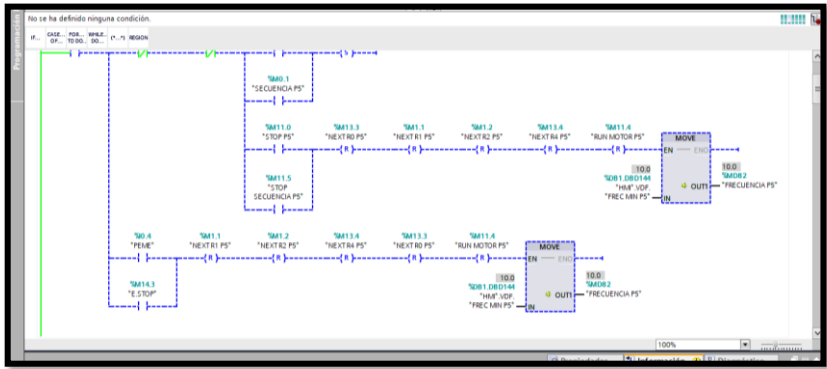 No se ha definido ninguna condición.
Programación
IF... CASE... OF... FOR... TO DO... WHILE... DO... (*...*) REGION
%M0.1
"SECUENCIA P5"
%M11.0 %M13.3 %M1.1 %M1.2 %M13.4 %M11.4
"STOP P5" "NEXT R0 P5" "NEXT R1 P5" "NEXT R2 P5" "NEXT R4 P5" "RUN MOTOR P5"
MOVE
EN ENO
%M11.5
"STOP
SECUENCIA P5"
10.0
%DB1.DBD144
"HMI".VDF.
"FREC MIN P5" IN
10.0
%MD82
OUT1 "FRECUENCIA P5"
%I0.4 %M1.1 %M1.2 %M13.4 %M13.3 %M11.4
"PEME" "NEXT R1 P5" "NEXT R2 P5" "NEXT R4 P5" "NEXT R0 P5" "RUN MOTOR P5"
MOVE
EN ENO
%M14.3
"E.STOP"
10.0
%DB1.DBD144
"HMI".VDF.
"FREC MIN P5" IN
10.0
%MD82
OUT1 "FRECUENCIA P5"
100%